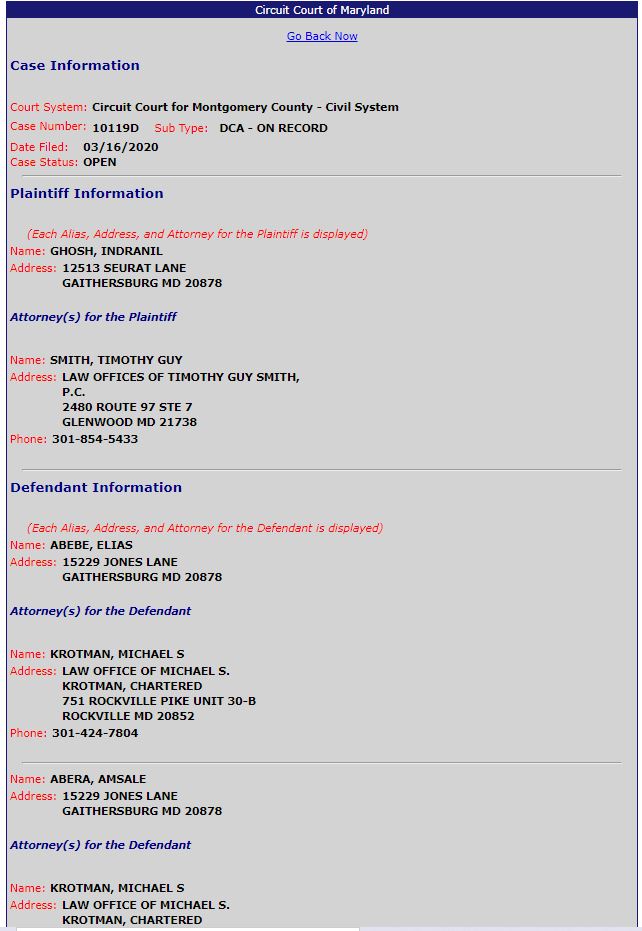 Circuit Court of Maryland
Go Back Now
Case Information
Court System: Circuit Court for Montgomery County - Civil System
Case Number: 10119D Sub Type: DCA - ON RECORD
Date Filed: 03/16/2020
Case Status: OPEN
Plaintiff Information
(Each Alias, Address, and Attorney for the Plaintiff is displayed)
Name: GHOSH, INDRANIL
Address: 12513 SEURAT LANE
GAITHERSBURG MD 20878
Attorney(s) for the Plaintiff
Name: SMITH, TIMOTHY GUY
Address: LAW OFFICES OF TIMOTHY GUY SMITH,
P.C.
2480 ROUTE 97 STE 7
GLENWOOD MD 21738
Phone: 301-854-5433
Defendant Information
(Each Alias, Address, and Attorney for the Defendant is displayed)
Name: ABEBE, ELIAS
Address: 15229 JONES LANE
GAITHERSBURG MD 20878
Attorney(s) for the Defendant
Name: KROTMAN, MICHAEL S
Address: LAW OFFICE OF MICHAEL S.
KROTMAN, CHARTERED
751 ROCKVILLE PIKE UNIT 30-B
ROCKVILLE MD 20852
Phone: 301-424-7804
Name: ABERA, AMSALE
Address: 15229 JONES LANE
GAITHERSBURG MD 20878
Attorney(s) for the Defendant
Name: KROTMAN, MICHAEL S
Address: LAW OFFICE OF MICHAEL S.
KROTMAN, CHARTERED